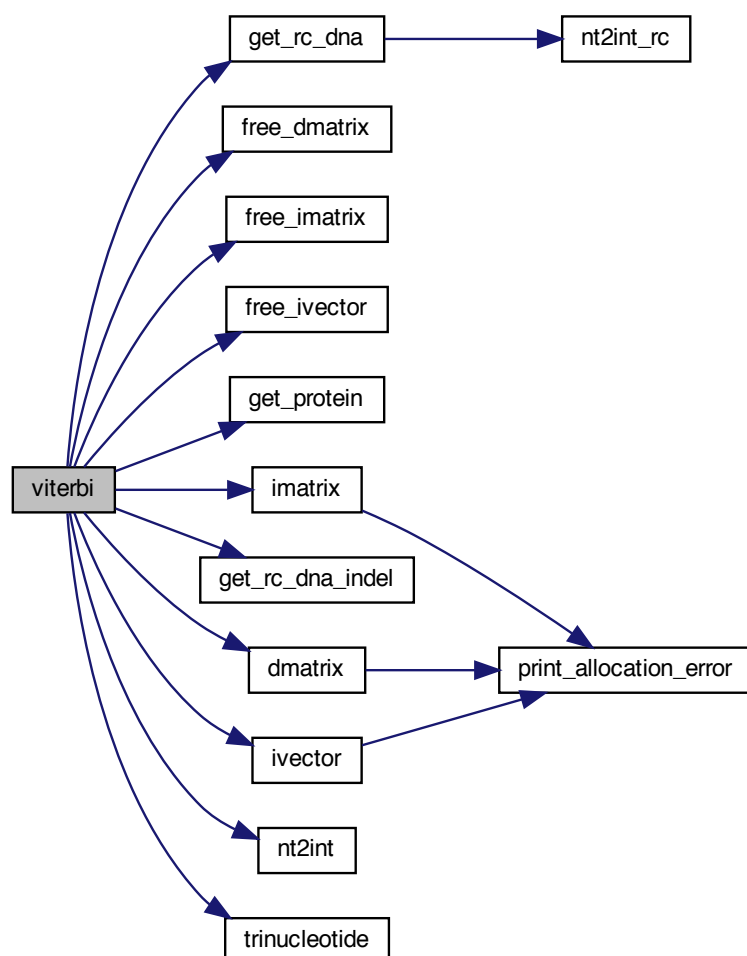 get_rc_dna
nt2int_rc
free_dmatrix
free_imatrix
free_ivector
get_protein
viterbi
imatrix
get_rc_dna_indel
dmatrix
print_allocation_error
ivector
nt2int
trinucleotide